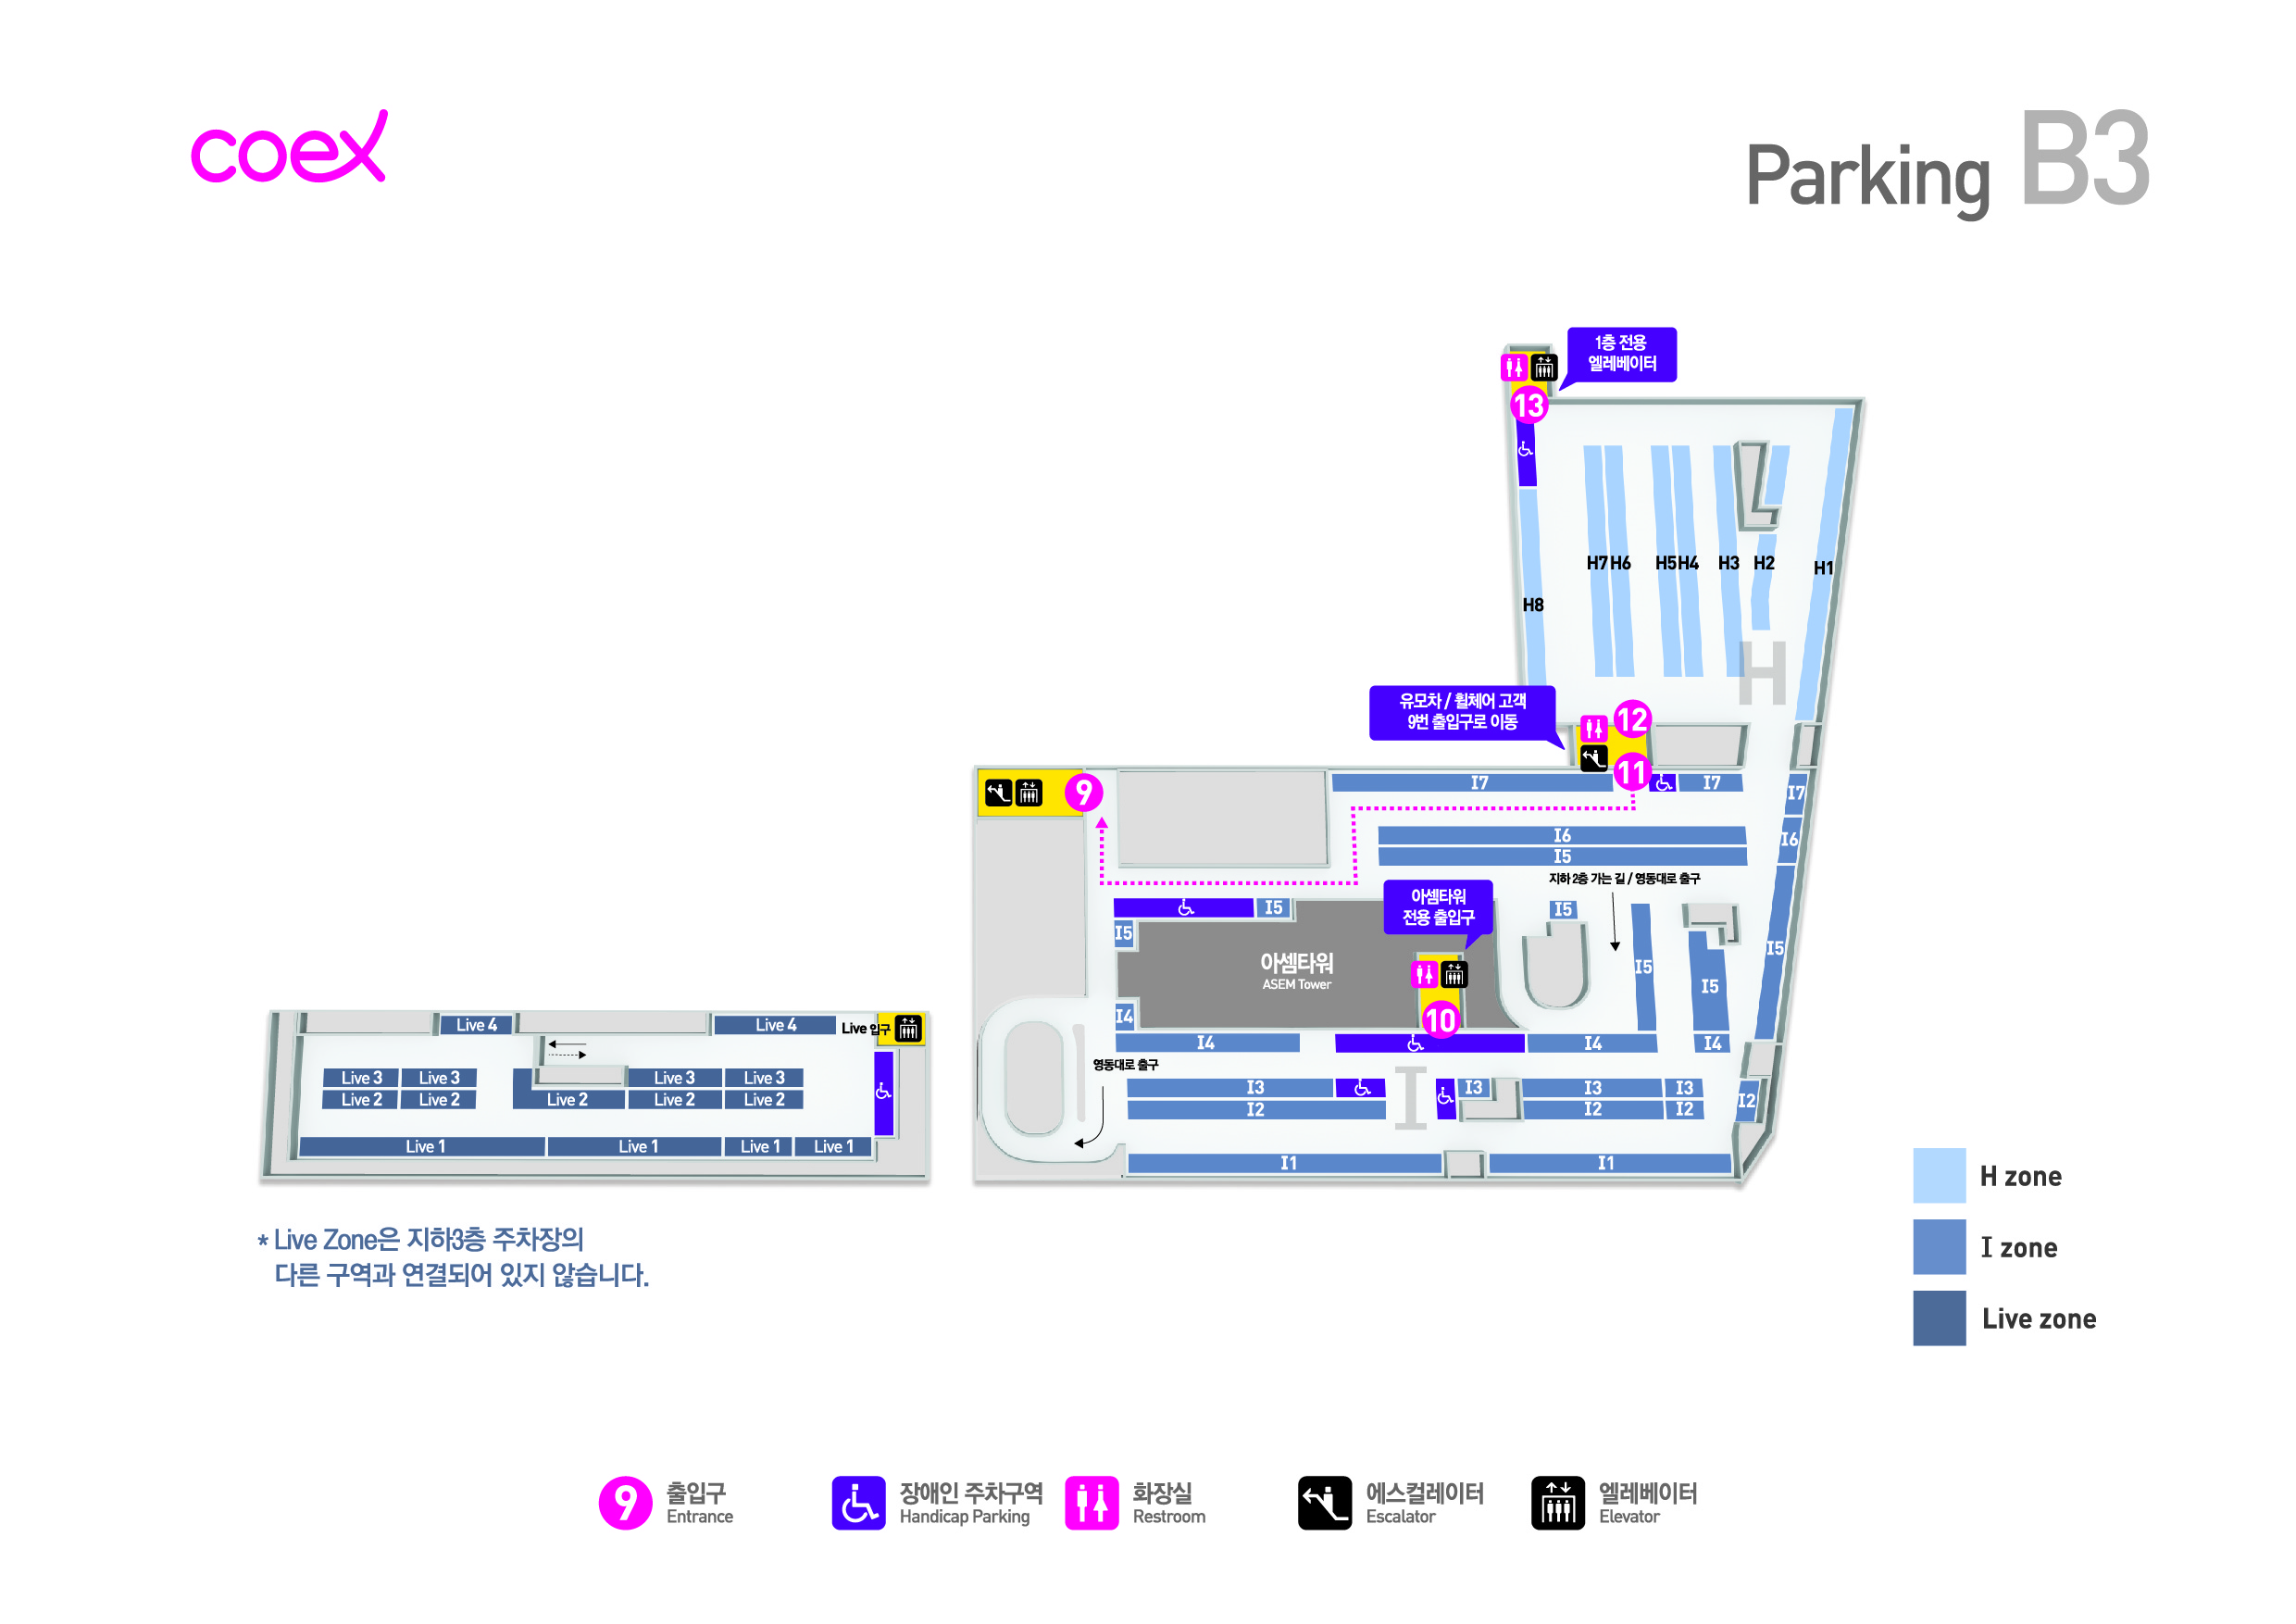 coex
Parking B3
1층 전용
엘레베이터
13
H7 H6 H5 H4 H3 H2 H1
H8
H
유모차 / 휠체어 고객
9번 출입구로 이동
12
11
9
I7
I7
I7
I6
I6
I5
지하 2층 가는 길 / 영동대로 출구
아셈타워
전용 출입구
I5
I5
I5
I5
I5
I5
아셈타워
ASEM Tower
10
I4
I4
I4
I4
영동대로 출구
I3
I3
I3
I3
I
I2
I2
I2
I2
I1
I1
Live 4
Live 4
Live 입구
Live 3
Live 3
Live 3
Live 3
Live 2
Live 2
Live 2
Live 2
Live 2
Live 1
Live 1
Live 1
Live 1
* Live Zone은 지하3층 주차장의
다른 구역과 연결되어 있지 않습니다.
H zone
I zone
Live zone
9
출입구
Entrance
장애인 주차구역
Handicap Parking
화장실
Restroom
에스컬레이터
Escalator
엘레베이터
Elevator